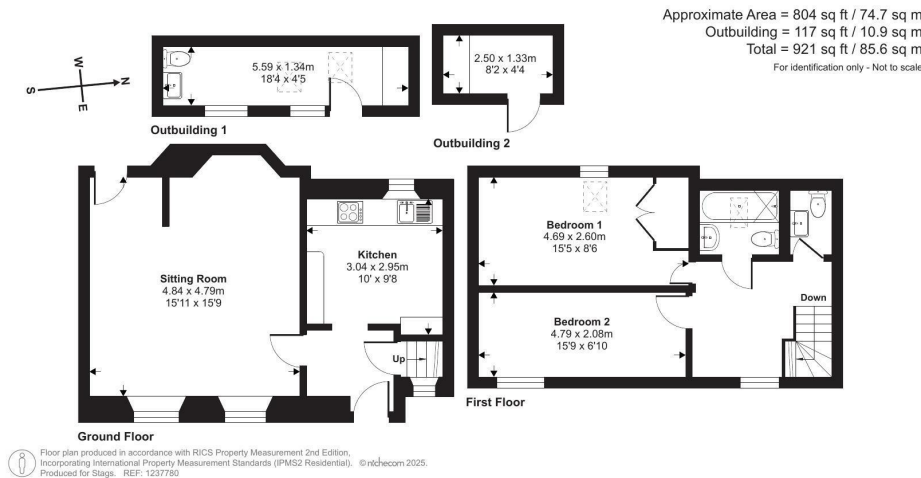 Approximate Area = 804 sq ft / 74.7 sq m
Outbuilding = 117 sq ft / 10.9 sq m
Total = 921 sq ft / 85.6 sq m
For identification only - Not to scale
W
N
S
E
5.59 x 1.34m
18'4 x 4'5
Outbuilding 1
2.50 x 1.33m
8'2 x 4'4
Outbuilding 2
Sitting Room
4.84 x 4.79m
15'11 x 15'9
Kitchen
3.04 x 2.95m
10' x 9'8
Up
Ground Floor
Bedroom 1
4.69 x 2.60m
15'5 x 8'6
Bedroom 2
4.79 x 2.08m
15'9 x 6'10
Down
First Floor
Floor plan produced in accordance with RICS Property Measurement 2nd Edition,
Incorporating International Property Measurement Standards (IPMS2 Residential). © nichecom 2025.
Produced for Stags. REF: 1237780